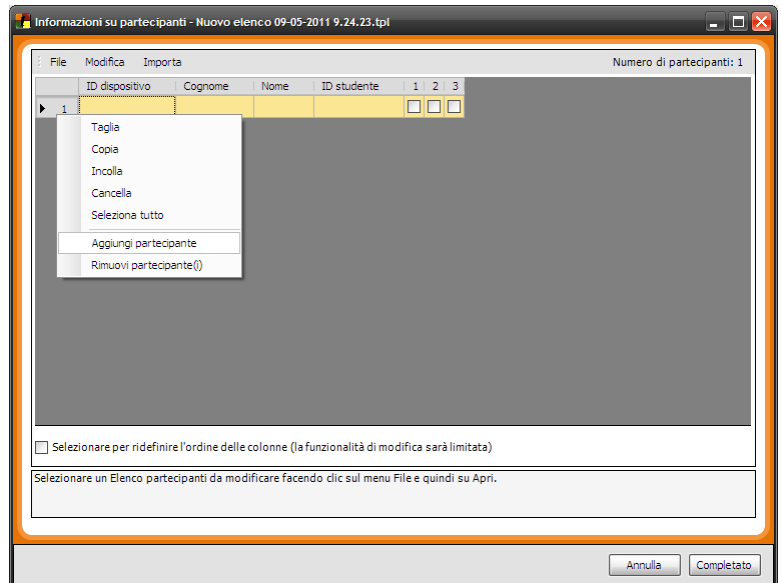 Informazioni su partecipanti - Nuovo elenco 09-05-2011 9.24.23.tpl
File Modifica Importa Numero di partecipanti: 1
ID dispositivo Cognome Nome ID studente 1 2 3
1
Taglia
Copia
Incolla
Cancella
Seleziona tutto
Aggiungi partecipante
Rimuovi partecipante(i)
Selezionare per ridefinire l'ordine delle colonne (la funzionalità di modifica sarà limitata)
Selezionare un Elenco partecipanti da modificare facendo clic sul menu File e quindi su Apri.
Annulla Completato